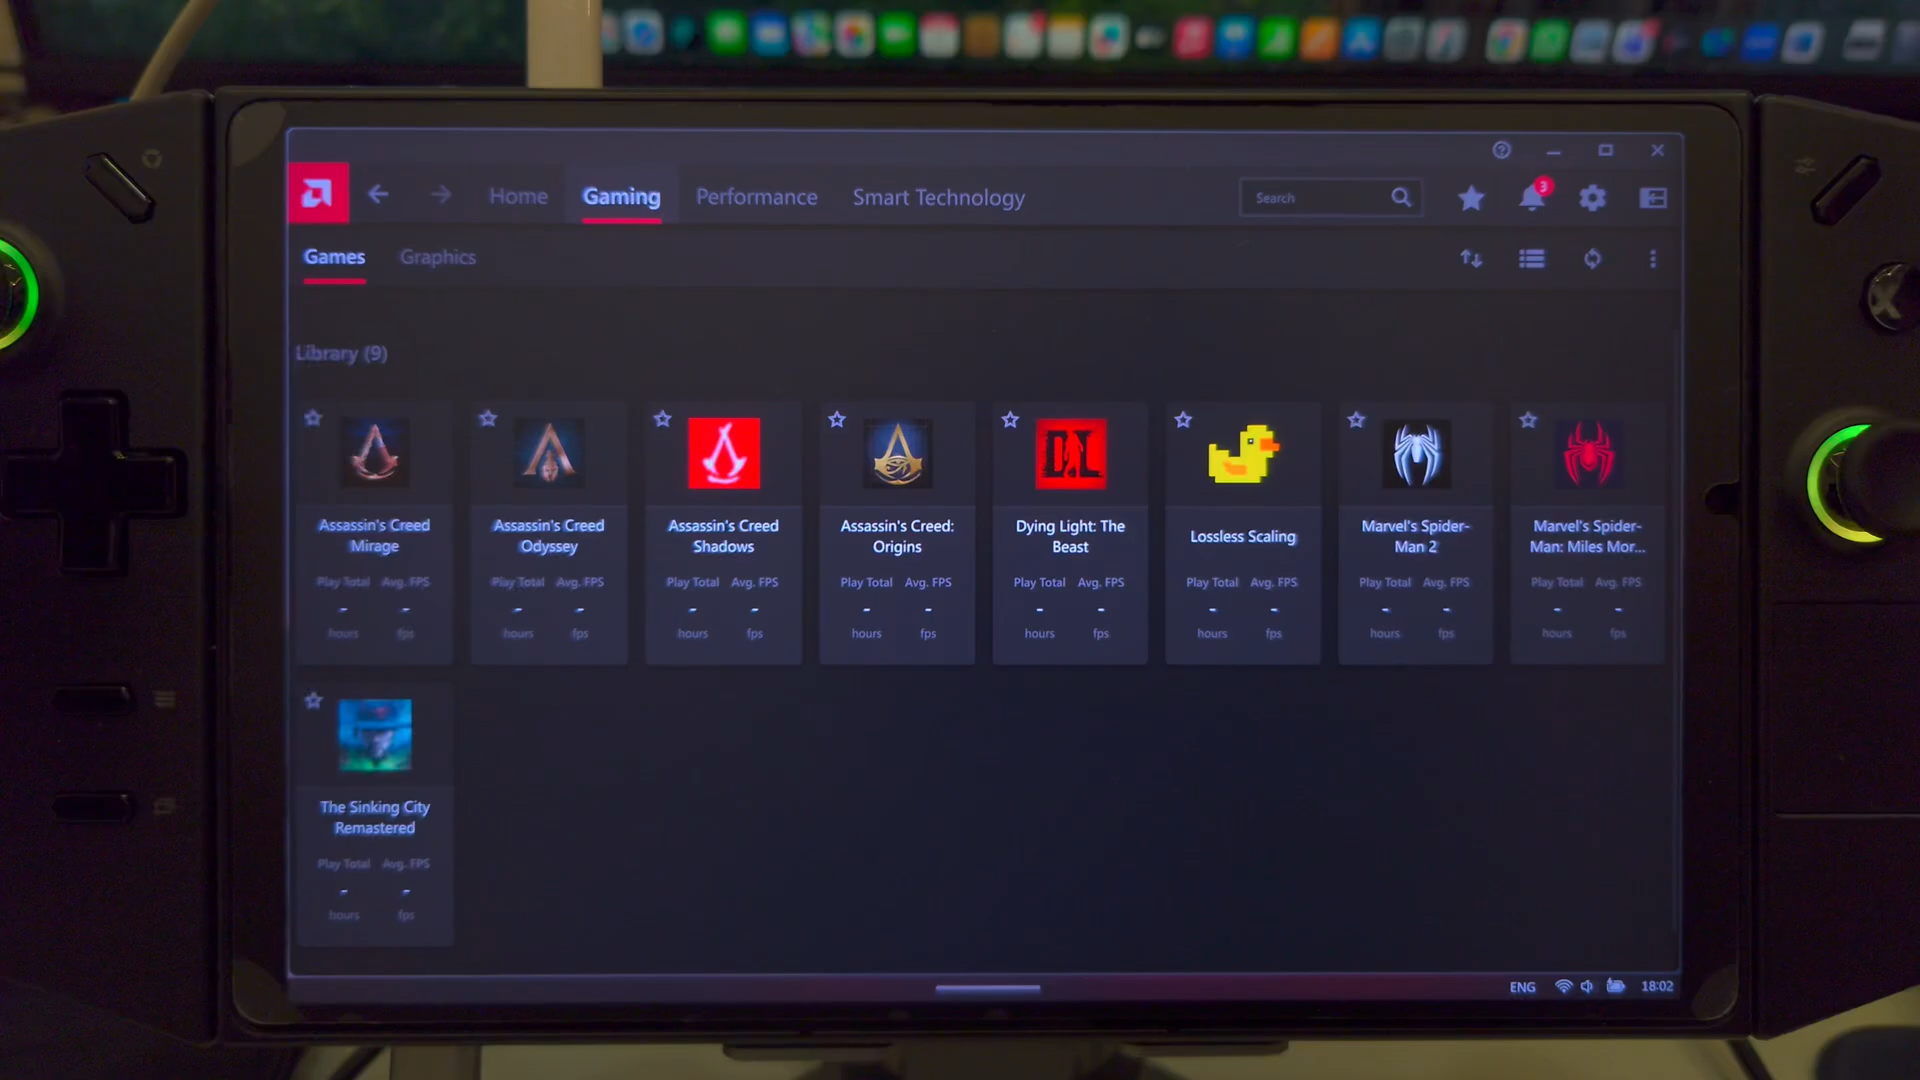 3
Home Gaming Performance Smart Technology Search
Games Graphics
Library (9)
Assassin's Creed
Mirage
Play Total Avg. FPS
- -
hours fps
Assassin's Creed
Odyssey
Play Total Avg. FPS
- -
hours fps
Assassin's Creed
Shadows
Play Total Avg. FPS
- -
hours fps
Assassin's Creed:
Origins
Play Total Avg. FPS
- -
hours fps
DL
Dying Light: The
Beast
Play Total Avg. FPS
- -
hours fps
Lossless Scaling
Play Total Avg. FPS
- -
hours fps
Marvel's Spider-
Man 2
Play Total Avg. FPS
- -
hours fps
Marvel's Spider-
Man: Miles Mor...
Play Total Avg. FPS
- -
hours fps
The Sinking City
Remastered
Play Total Avg. FPS
- -
hours fps
ENG 18:02